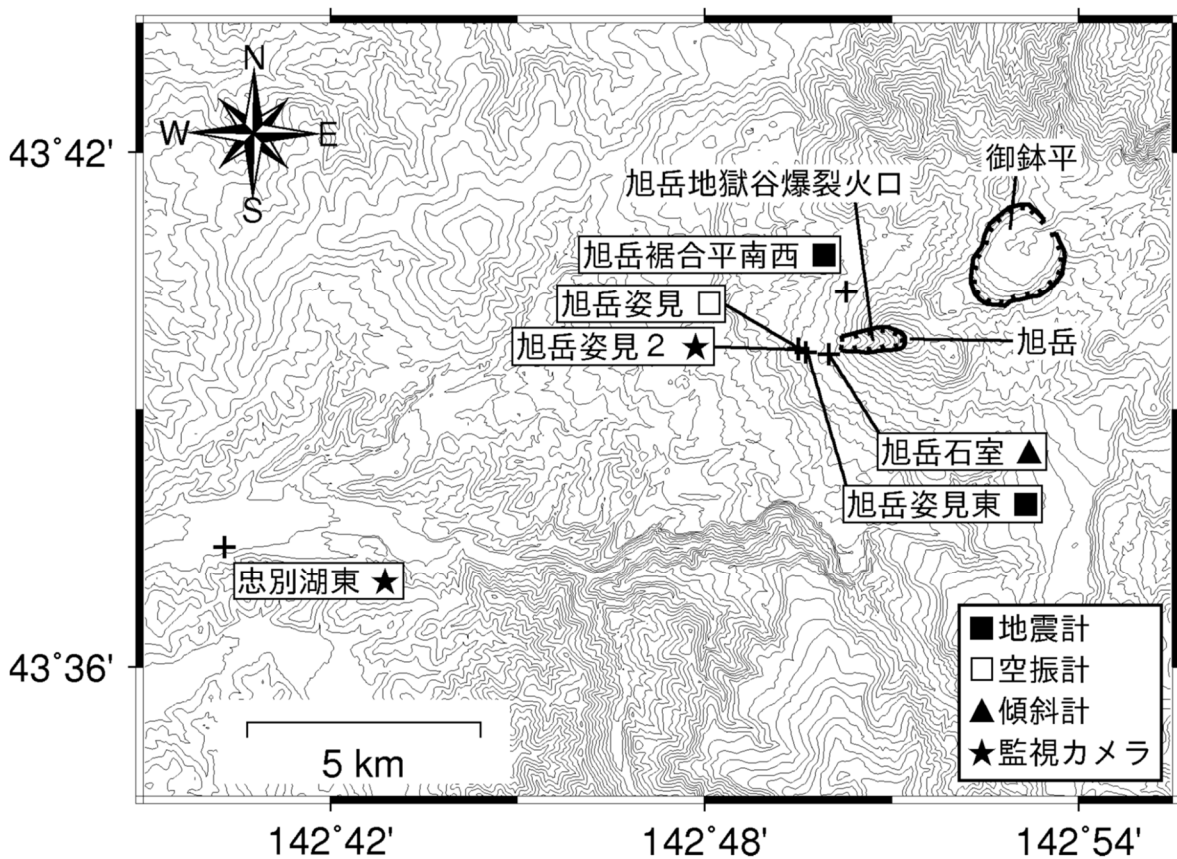 N
W E
S
43°42'
御鉢平
旭岳地獄谷爆裂火口
旭岳裾合平南西 ■
旭岳姿見 □
旭岳姿見２ ★
旭岳
旭岳石室 ▲
旭岳姿見東 ■
忠別湖東 ★
43°36'
■地震計
□空振計
▲傾斜計
★監視カメラ
5 km
142°42' 142°48' 142°54'